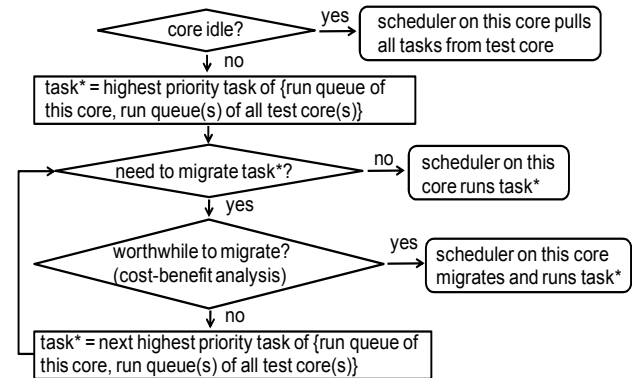 core idle?
yes
scheduler on this core pulls
all tasks from test core
no
task* = highest priority task of {run queue of
this core, run queue(s) of all test core(s)}
need to migrate task*?
no
scheduler on this
core runs task*
yes
worthwhile to migrate?
(cost-benefit analysis)
yes
scheduler on this core
migrates and runs task*
no
task* = next highest priority task of {run queue of
this core, run queue(s) of all test core(s)}